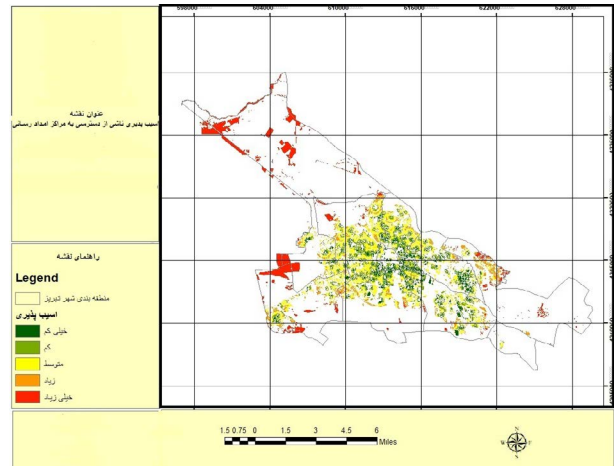 598000 604000 610000 616000 622000 628000
عنوان نقشه
اسیب پذیری ناشی از دسترسی به مراکز امداد رسانی
راهنمای نقشه
Legend
منطقه بندی شهر تبریز
اسیب پذیری
خیلی کم
کم
متوسط
زیاد
خیلی زیاد
1.5 0.75 0 1.5 3 4.5 6
Miles